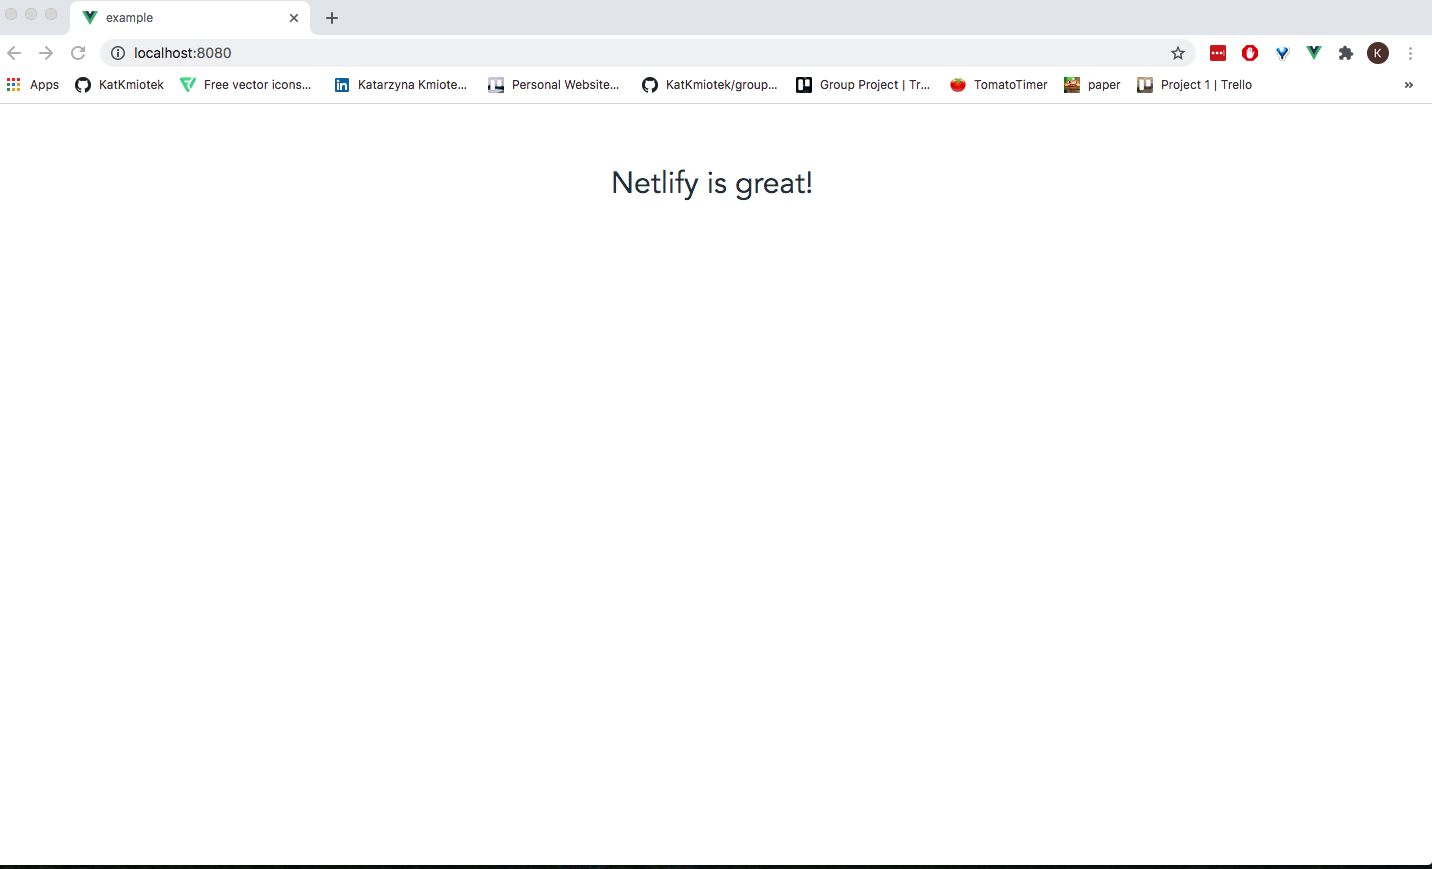 example
localhost:8080
Apps KatKmiotek Free vector icons... Katarzyna Kmiote... Personal Website... KatKmiotek/group... Group Project | Tr... TomatoTimer paper Project 1 | Trello »
K
Netlify is great!